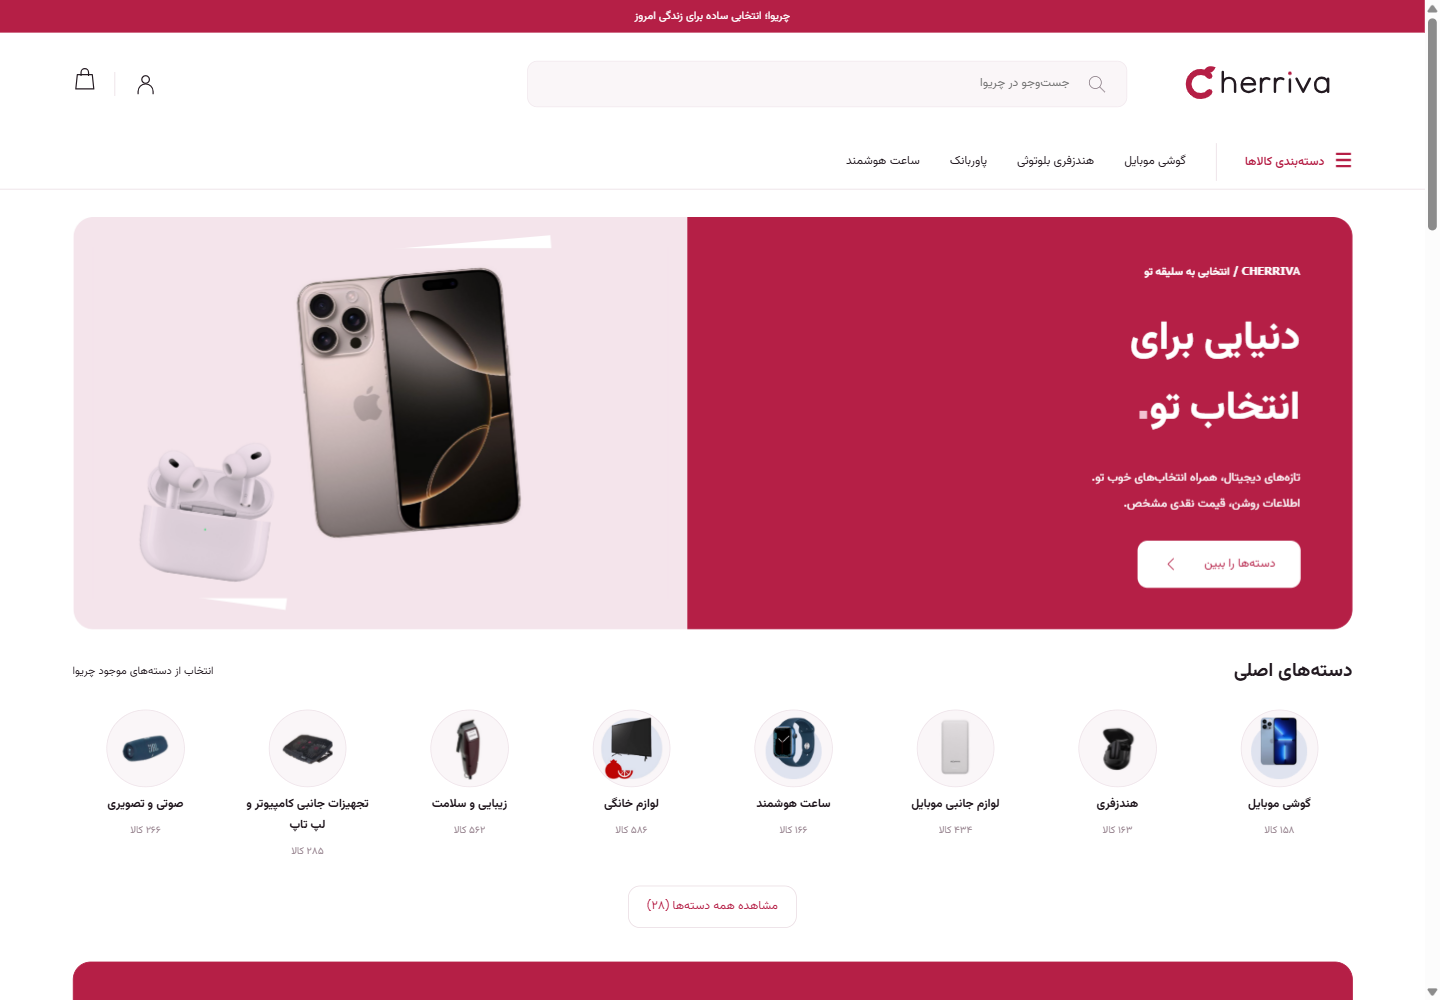 چریوا؛ انتخابی ساده برای زندگی امروز
Cherriva
جست‌وجو در چریوا
دسته‌بندی کالاها
گوشی موبایل
هندزفری بلوتوثی
پاوربانک
ساعت هوشمند
CHERRIVA / انتخابی به سلیقه تو
دنیایی برای
انتخاب تو.
تازه‌های دیجیتال، همراه انتخاب‌های خوب تو.
اطلاعات روشن، قیمت نقدی مشخص.
دسته‌ها را ببین
دسته‌های اصلی
انتخاب از دسته‌های موجود چریوا
گوشی موبایل
۱۵۸ کالا
هندزفری
۱۶۳ کالا
لوازم جانبی موبایل
۴۳۴ کالا
ساعت هوشمند
۱۶۶ کالا
لوازم خانگی
۵۸۶ کالا
زیبایی و سلامت
۵۶۲ کالا
تجهیزات جانبی کامپیوتر و
لپ تاپ
۲۸۵ کالا
صوتی و تصویری
۲۶۶ کالا
مشاهده همه دسته‌ها (۲۸)